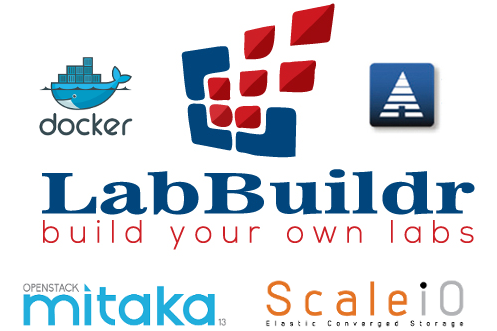 docker
LabBuildr
build your own labs
OPENSTACK
mitaka 13
ScaleiO
Elastic Converged Storage